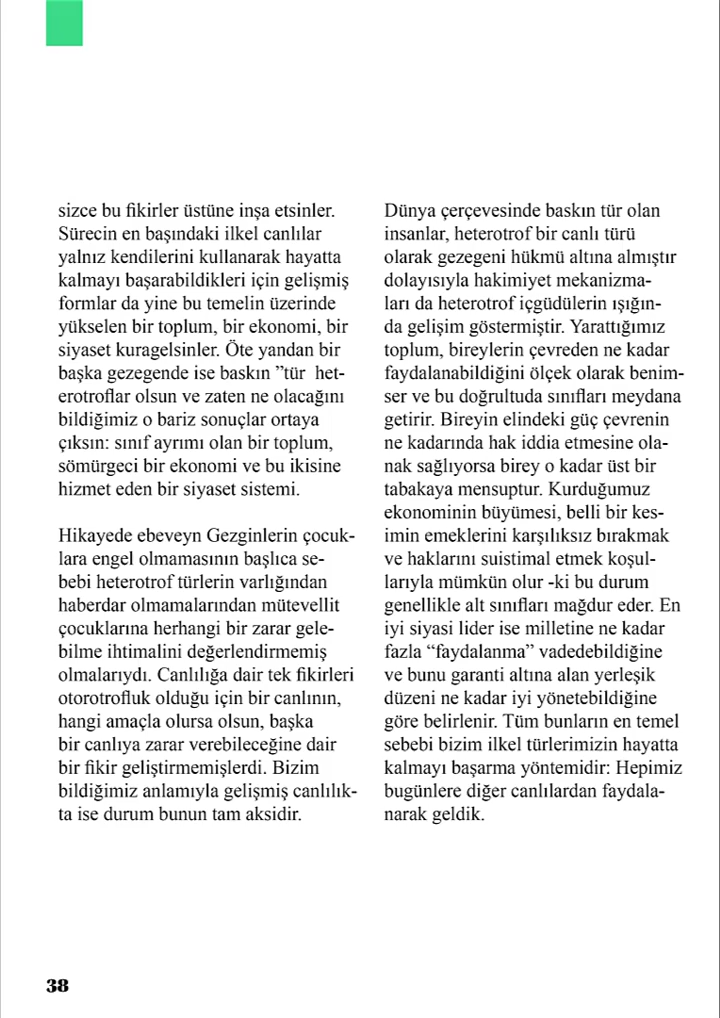 sizce bu fikirler üstüne inşa etsinler.
Sürecin en başındaki ilkel canlılar
yalnız kendilerini kullanarak hayatta
kalmayı başarabildikleri için gelişmiş
formlar da yine bu temelin üzerinde
yükselen bir toplum, bir ekonomi, bir
siyaset kuragelsinler. Öte yandan bir
başka gezegende ise baskın ”tür  het-
erotroflar olsun ve zaten ne olacağını
bildiğimiz o bariz sonuçlar ortaya
çıksın: sınıf ayrımı olan bir toplum,
sömürgeci bir ekonomi ve bu ikisine
hizmet eden bir siyaset sistemi.

Hikayede ebeveyn Gezginlerin çocuk-
lara engel olmamasının başlıca se-
bebi heterotrof türlerin varlığından
haberdar olmamalarından mütevellit
çocuklarına herhangi bir zarar gele-
bilme ihtimalini değerlendirmemiş
olmalarıydı. Canlılığa dair tek fikirleri
otorotrofluk olduğu için bir canlının,
hangi amaçla olursa olsun, başka
bir canlıya zarar verebileceğine dair
bir fikir geliştirmemişlerdi. Bizim
bildiğimiz anlamıyla gelişmiş canlılık-
ta ise durum bunun tam aksidir.

Dünya çerçevesinde baskın tür olan
insanlar, heterotrof bir canlı türü
olarak gezegeni hükmü altına almıştır
dolayısıyla hakimiyet mekanizma-
ları da heterotrof içgüdülerin ışığın-
da gelişim göstermiştir. Yarattığımız
toplum, bireylerin çevreden ne kadar
faydalanabildiğini ölçek olarak benim-
ser ve bu doğrultuda sınıfları meydana
getirir. Bireyin elindeki güç çevrenin
ne kadarında hak iddia etmesine ola-
nak sağlıyorsa birey o kadar üst bir
tabakaya mensuptur. Kurduğumuz
ekonominin büyümesi, belli bir kes-
imin emeklerini karşılıksız bırakmak
ve haklarını suistimal etmek koşul-
larıyla mümkün olur -ki bu durum
genellikle alt sınıfları mağdur eder. En
iyi siyasi lider ise milletine ne kadar
fazla “faydalanma” vadedebildiğine
ve bunu garanti altına alan yerleşik
düzeni ne kadar iyi yönetebildiğine
göre belirlenir. Tüm bunların en temel
sebebi bizim ilkel türlerimizin hayatta
kalmayı başarma yöntemidir: Hepimiz
bugünlere diğer canlılardan faydala-
narak geldik.

38